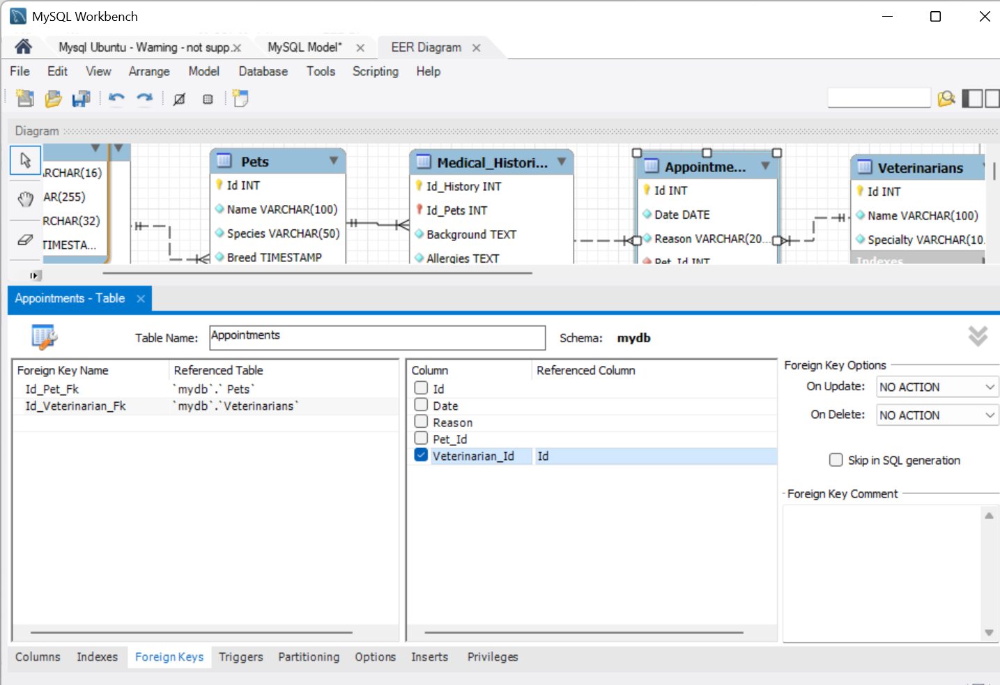 MySQL Workbench
Mysql Ubuntu - Warning - not supp.
MySQL Model*
EER Diagram
File Edit View Arrange Model Database Tools Scripting Help
Diagram
ARCHAR(16)
AR(255)
RCHAR(32)
TIMESTA...
Pets
Id INT
Name VARCHAR(100)
Species VARCHAR(50)
Breed TIMESTAMP
Medical_Histori...
Id_History INT
Id_Pets INT
Background TEXT
Allergies TEXT
Appointme...
Id INT
Date DATE
Reason VARCHAR(20...
Pet_Id INT
Veterinarians
Id INT
Name VARCHAR(100)
Specialty VARCHAR(10.
Indexes
Appointments - Table
Table Name: Appointments Schema: mydb
Foreign Key Name Referenced Table
Id_Pet_Fk `mydb`.` Pets`
Id_Veterinarian_Fk `mydb`.`Veterinarians`
Column Referenced Column
Id
Date
Reason
Pet_Id
Veterinarian_Id Id
Foreign Key Options
On Update: NO ACTION
On Delete: NO ACTION
Skip in SQL generation
Foreign Key Comment
Columns Indexes Foreign Keys Triggers Partitioning Options Inserts Privileges